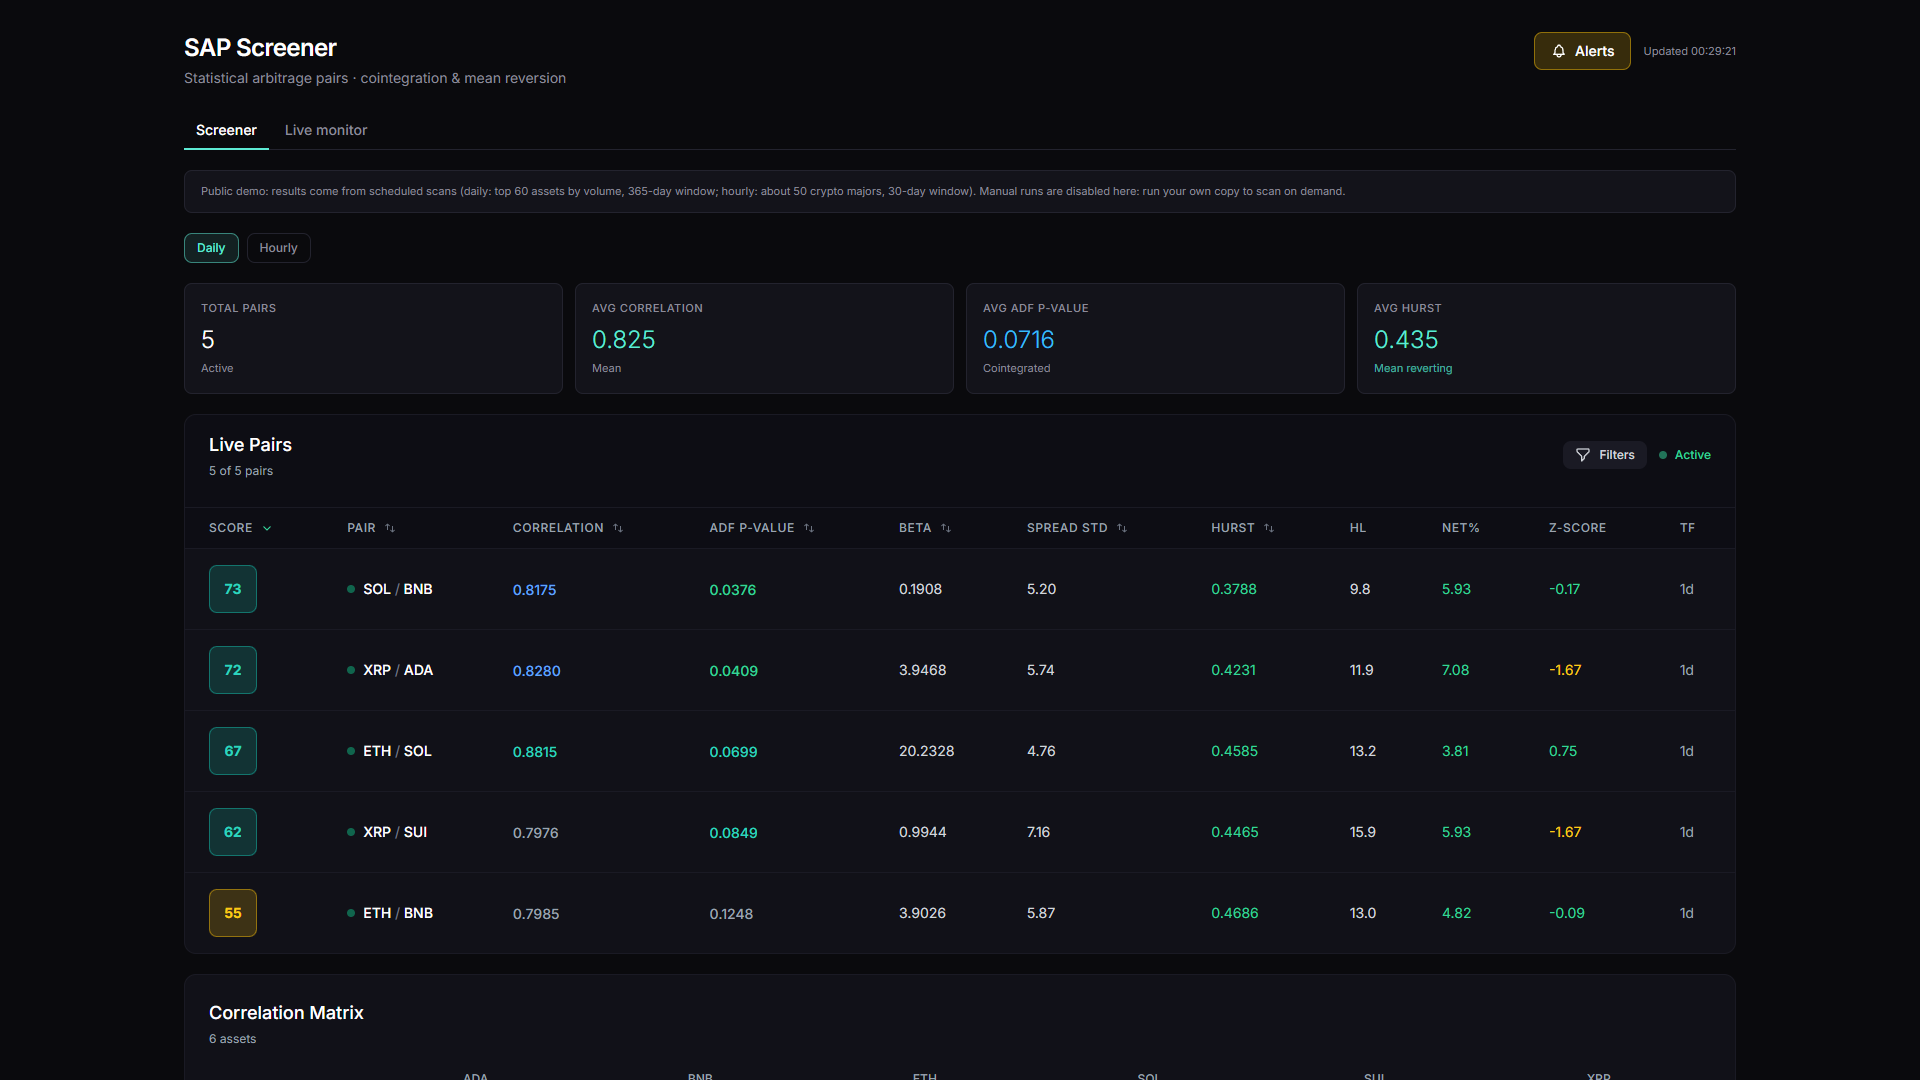 SAP Screener
Statistical arbitrage pairs · cointegration & mean reversion
Alerts
Updated 00:29:21
Screener Live monitor
Public demo: results come from scheduled scans (daily: top 60 assets by volume, 365-day window; hourly: about 50 crypto majors, 30-day window). Manual runs are disabled here: run your own copy to scan on demand.
Daily Hourly
TOTAL PAIRS
5
Active
AVG CORRELATION
0.825
Mean
AVG ADF P-VALUE
0.0716
Cointegrated
AVG HURST
0.435
Mean reverting
Live Pairs
5 of 5 pairs
Filters
Active
SCORE PAIR CORRELATION ADF P-VALUE BETA SPREAD STD HURST HL NET% Z-SCORE TF
73 SOL / BNB 0.8175 0.0376 0.1908 5.20 0.3788 9.8 5.93 -0.17 1d
72 XRP / ADA 0.8280 0.0409 3.9468 5.74 0.4231 11.9 7.08 -1.67 1d
67 ETH / SOL 0.8815 0.0699 20.2328 4.76 0.4585 13.2 3.81 0.75 1d
62 XRP / SUI 0.7976 0.0849 0.9944 7.16 0.4465 15.9 5.93 -1.67 1d
55 ETH / BNB 0.7985 0.1248 3.9026 5.87 0.4686 13.0 4.82 -0.09 1d
Correlation Matrix
6 assets
ADA BNB ETH SOL SUI XRP